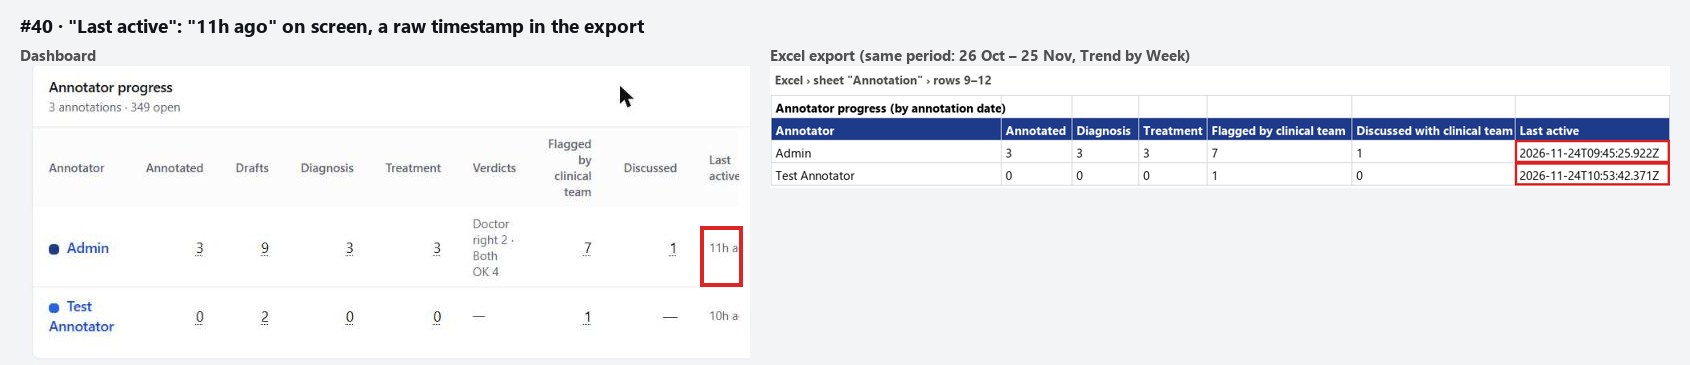 #40 · "Last active": "11h ago" on screen, a raw timestamp in the export
Dashboard
Annotator progress
3 annotations · 349 open
Annotator Annotated Drafts Diagnosis Treatment Verdicts Flagged by clinical team Discussed Last active
Admin 3 9 3 3 Doctor right 2 · Both OK 4 7 1 11h a
Test Annotator 0 2 0 0 — 1 — 10h a
Excel export (same period: 26 Oct – 25 Nov, Trend by Week)
Excel › sheet "Annotation" › rows 9–12
Annotator progress (by annotation date)
Annotator Annotated Diagnosis Treatment Flagged by clinical team Discussed with clinical team Last active
Admin 3 3 3 7 1 2026-11-24T09:45:25.922Z
Test Annotator 0 0 0 1 0 2026-11-24T10:53:42.371Z